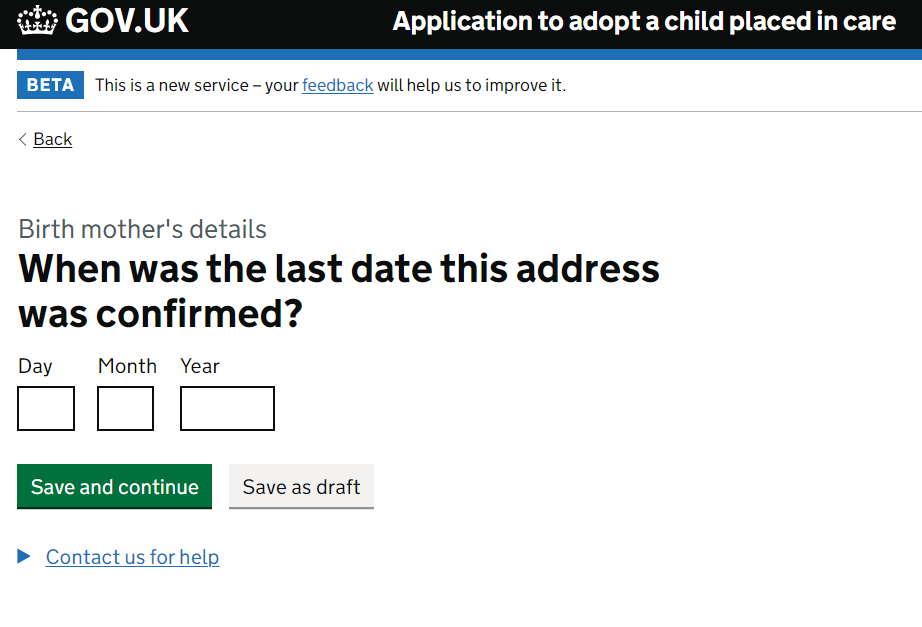 GOV.UK
Application to adopt a child placed in care
BETA This is a new service – your feedback will help us to improve it.
Back
Birth mother's details
When was the last date this address
was confirmed?
Day Month Year
Save and continue Save as draft
Contact us for help